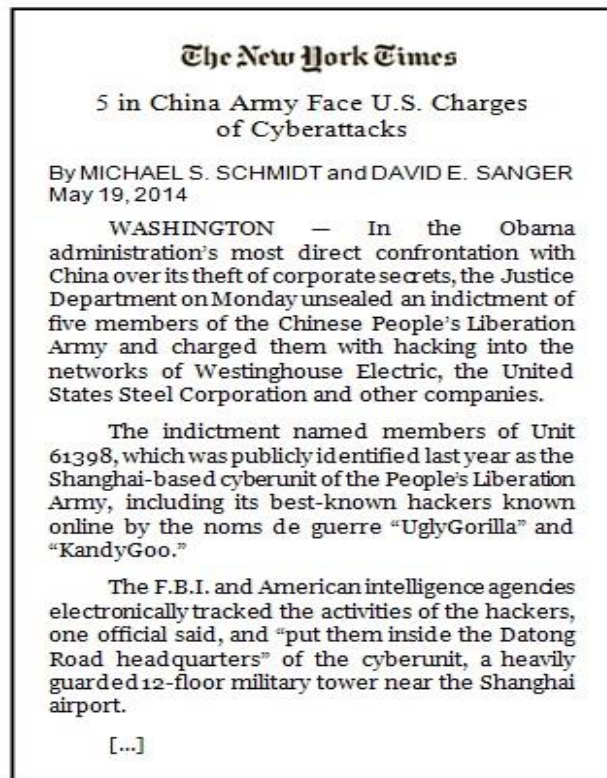 The New York Times
5 in China Army Face U.S. Charges
of Cyberattacks
By MICHAEL S. SCHMIDT and DAVID E. SANGER
May 19, 2014
WASHINGTON — In the Obama
administration’s most direct confrontation with
China over its theft of corporate secrets, the Justice
Department on Monday unsealed an indictment of
five members of the Chinese People’s Liberation
Army and charged them with hacking into the
networks of Westinghouse Electric, the United
States Steel Corporation and other companies.
The indictment named members of Unit
61398, which was publicly identified last year as the
Shanghai-based cyberunit of the People’s Liberation
Army, including its best-known hackers known
online by the noms de guerre “UglyGorilla” and
“KandyGoo.”
The F.B.I. and American intelligence agencies
electronically tracked the activities of the hackers,
one official said, and “put them inside the Datong
Road headquarters” of the cyberunit, a heavily
guarded 12-floor military tower near the Shanghai
airport.
[...]